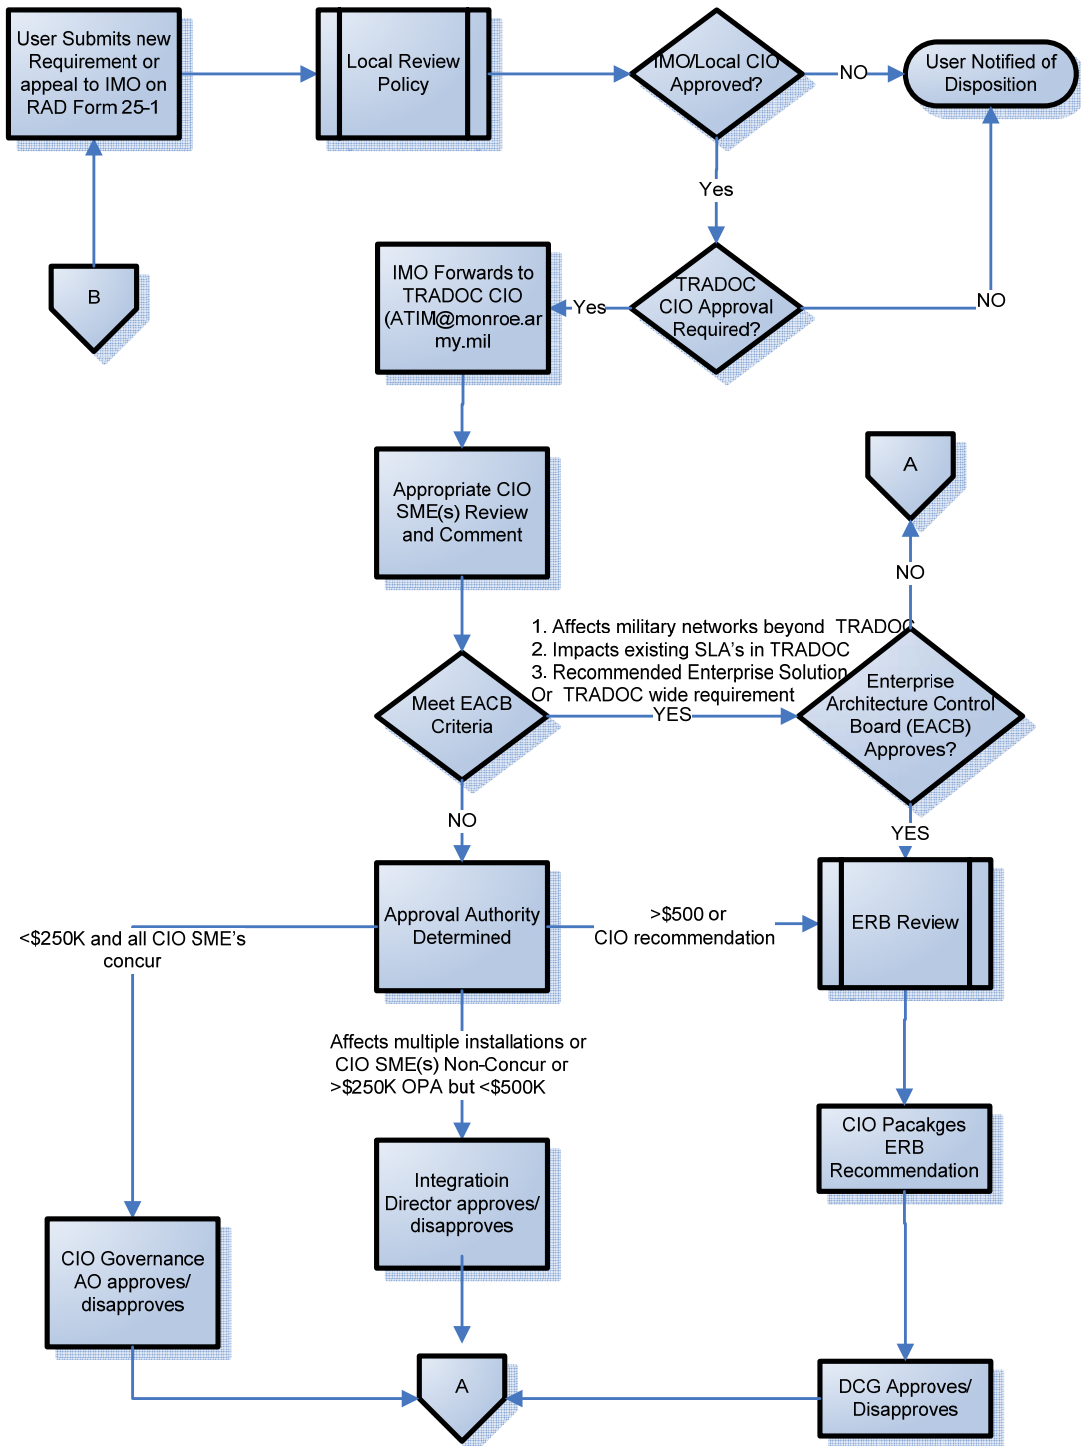 User Submits new
Requirement or
appeal to IMO on
RAD Form 25-1
Local Review
Policy
IMO/Local CIO
Approved?
NO
User Notified of
Disposition
Yes
B
IMO Forwards to
TRADOC CIO
(ATIM@monroe.ar
my.mil
Yes
TRADOC
CIO Approval
Required?
NO
A
Appropriate CIO
SME(s) Review
and Comment
NO
1. Affects military networks beyond TRADOC
2. Impacts existing SLA's in TRADOC
3. Recommended Enterprise Solution
Or TRADOC wide requirement
Meet EACB
Criteria
YES
Enterprise
Architecture Control
Board (EACB)
Approves?
NO
YES
<$250K and all CIO SME's
concur
Approval Authority
Determined
>$500 or
CIO recommendation
ERB Review
Affects multiple installations or
CIO SME(s) Non-Concur or
>$250K OPA but <$500K
CIO Pacakges
ERB
Recommendation
Integratioin
Director approves/
disapproves
CIO Governance
AO approves/
disapproves
A
DCG Approves/
Disapproves